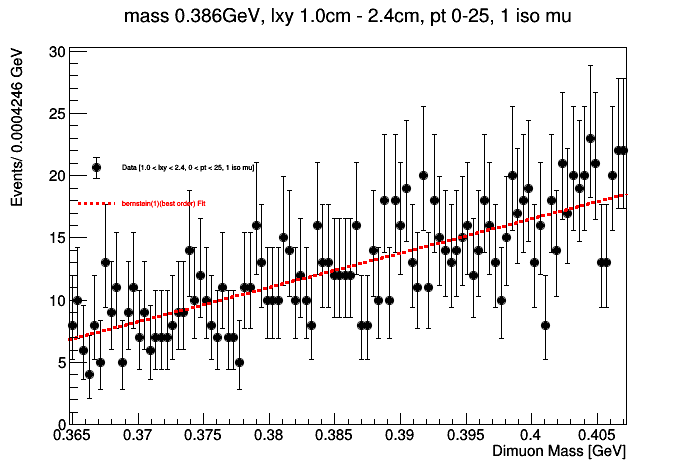 mass 0.386GeV, lxy 1.0cm - 2.4cm, pt 0-25, 1 iso mu
Events/ 0.0004246 GeV
30
25
20
15
10
5
0
Data [1.0 < lxy < 2.4, 0 < pt < 25, 1 iso mu]
bernstein(1)(best order) Fit
0.365 0.37 0.375 0.38 0.385 0.39 0.395 0.4 0.405
Dimuon Mass [GeV]